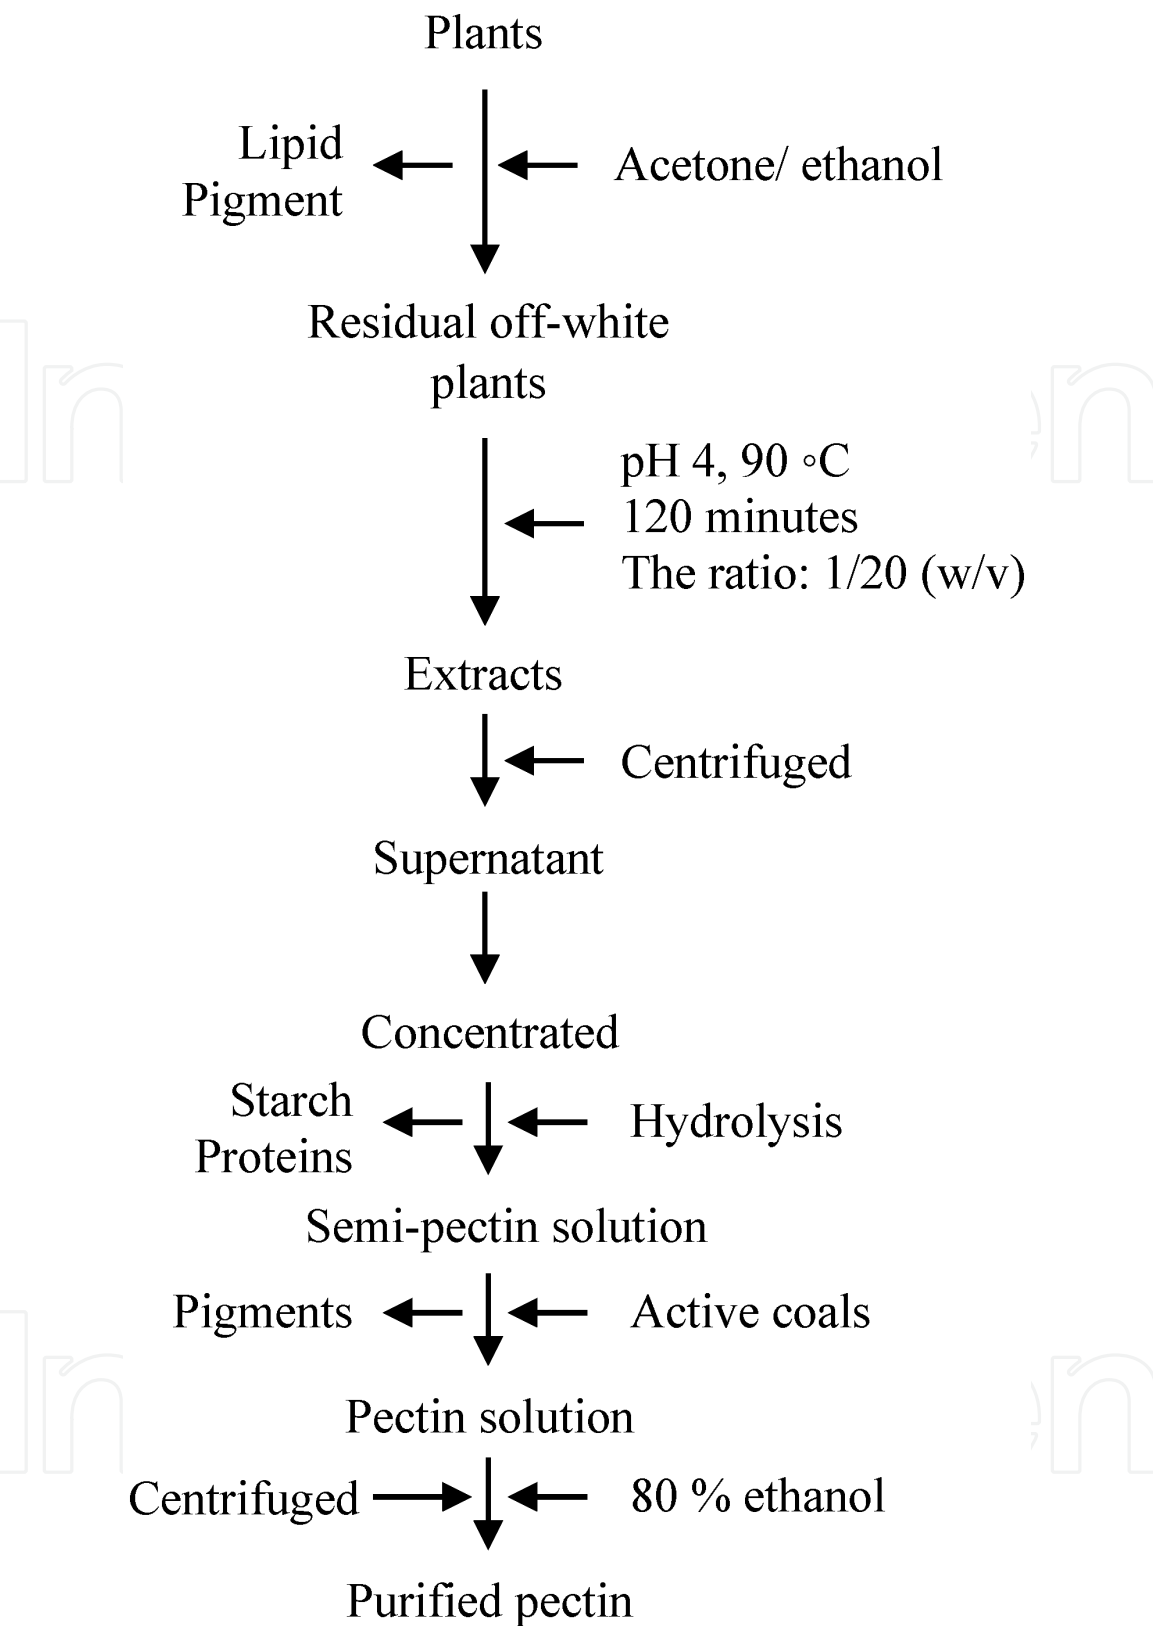 Plants
Lipid
Pigment
Acetone/ ethanol
Residual off-white
plants
pH 4, 90 ∘C
120 minutes
The ratio: 1/20 (w/v)
Extracts
Centrifuged
Supernatant
Concentrated
Starch
Proteins
Hydrolysis
Semi-pectin solution
Pigments
Active coals
Pectin solution
Centrifuged
80 % ethanol
Purified pectin